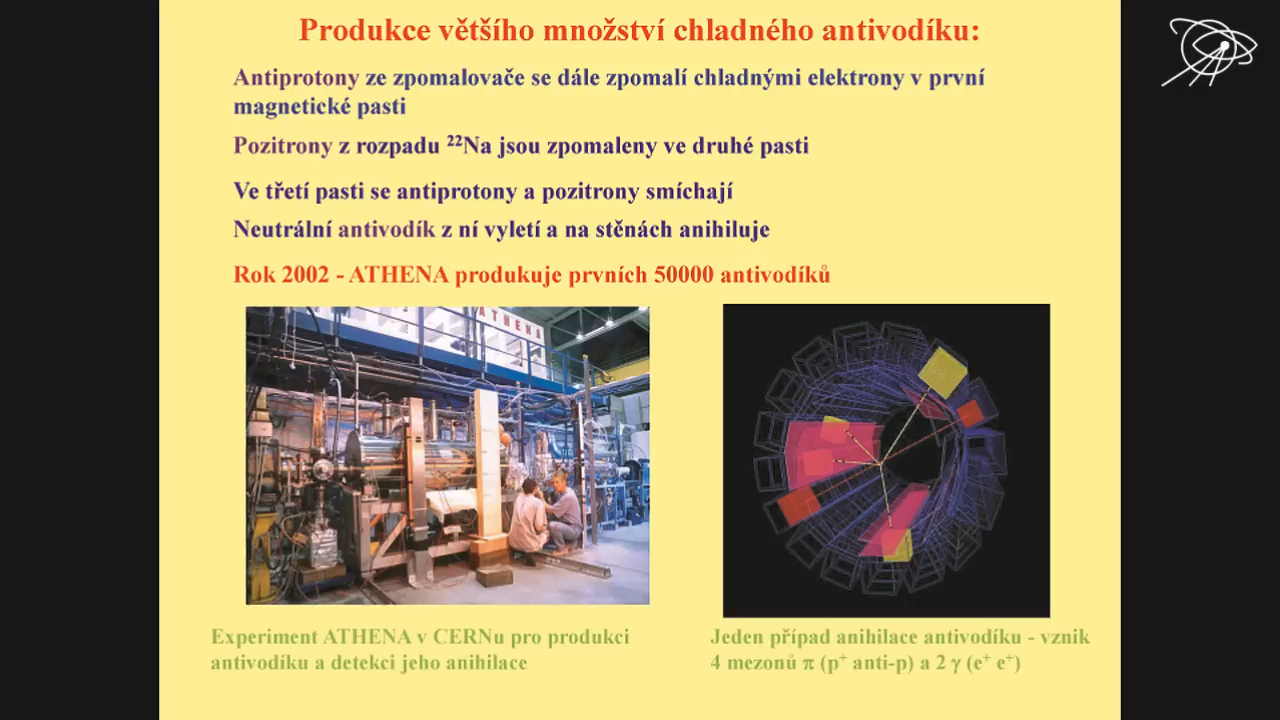 Produkce většího množství chladného antivodíku:
Antiprotony ze zpomalovače se dále zpomalí chladnými elektrony v první
magnetické pasti
Pozitrony z rozpadu ²²Na jsou zpomaleny ve druhé pasti
Ve třetí pasti se antiprotony a pozitrony smíchají
Neutrální antivodík z ní vyletí a na stěnách anihiluje
Rok 2002 - ATHENA produkuje prvních 50000 antivodíků
ATHENA
Experiment ATHENA v CERNu pro produkci
antivodíku a detekci jeho anihilace
Jeden případ anihilace antivodíku - vznik
4 mezonů π (p⁺ anti-p) a 2 γ (e⁺ e⁺)